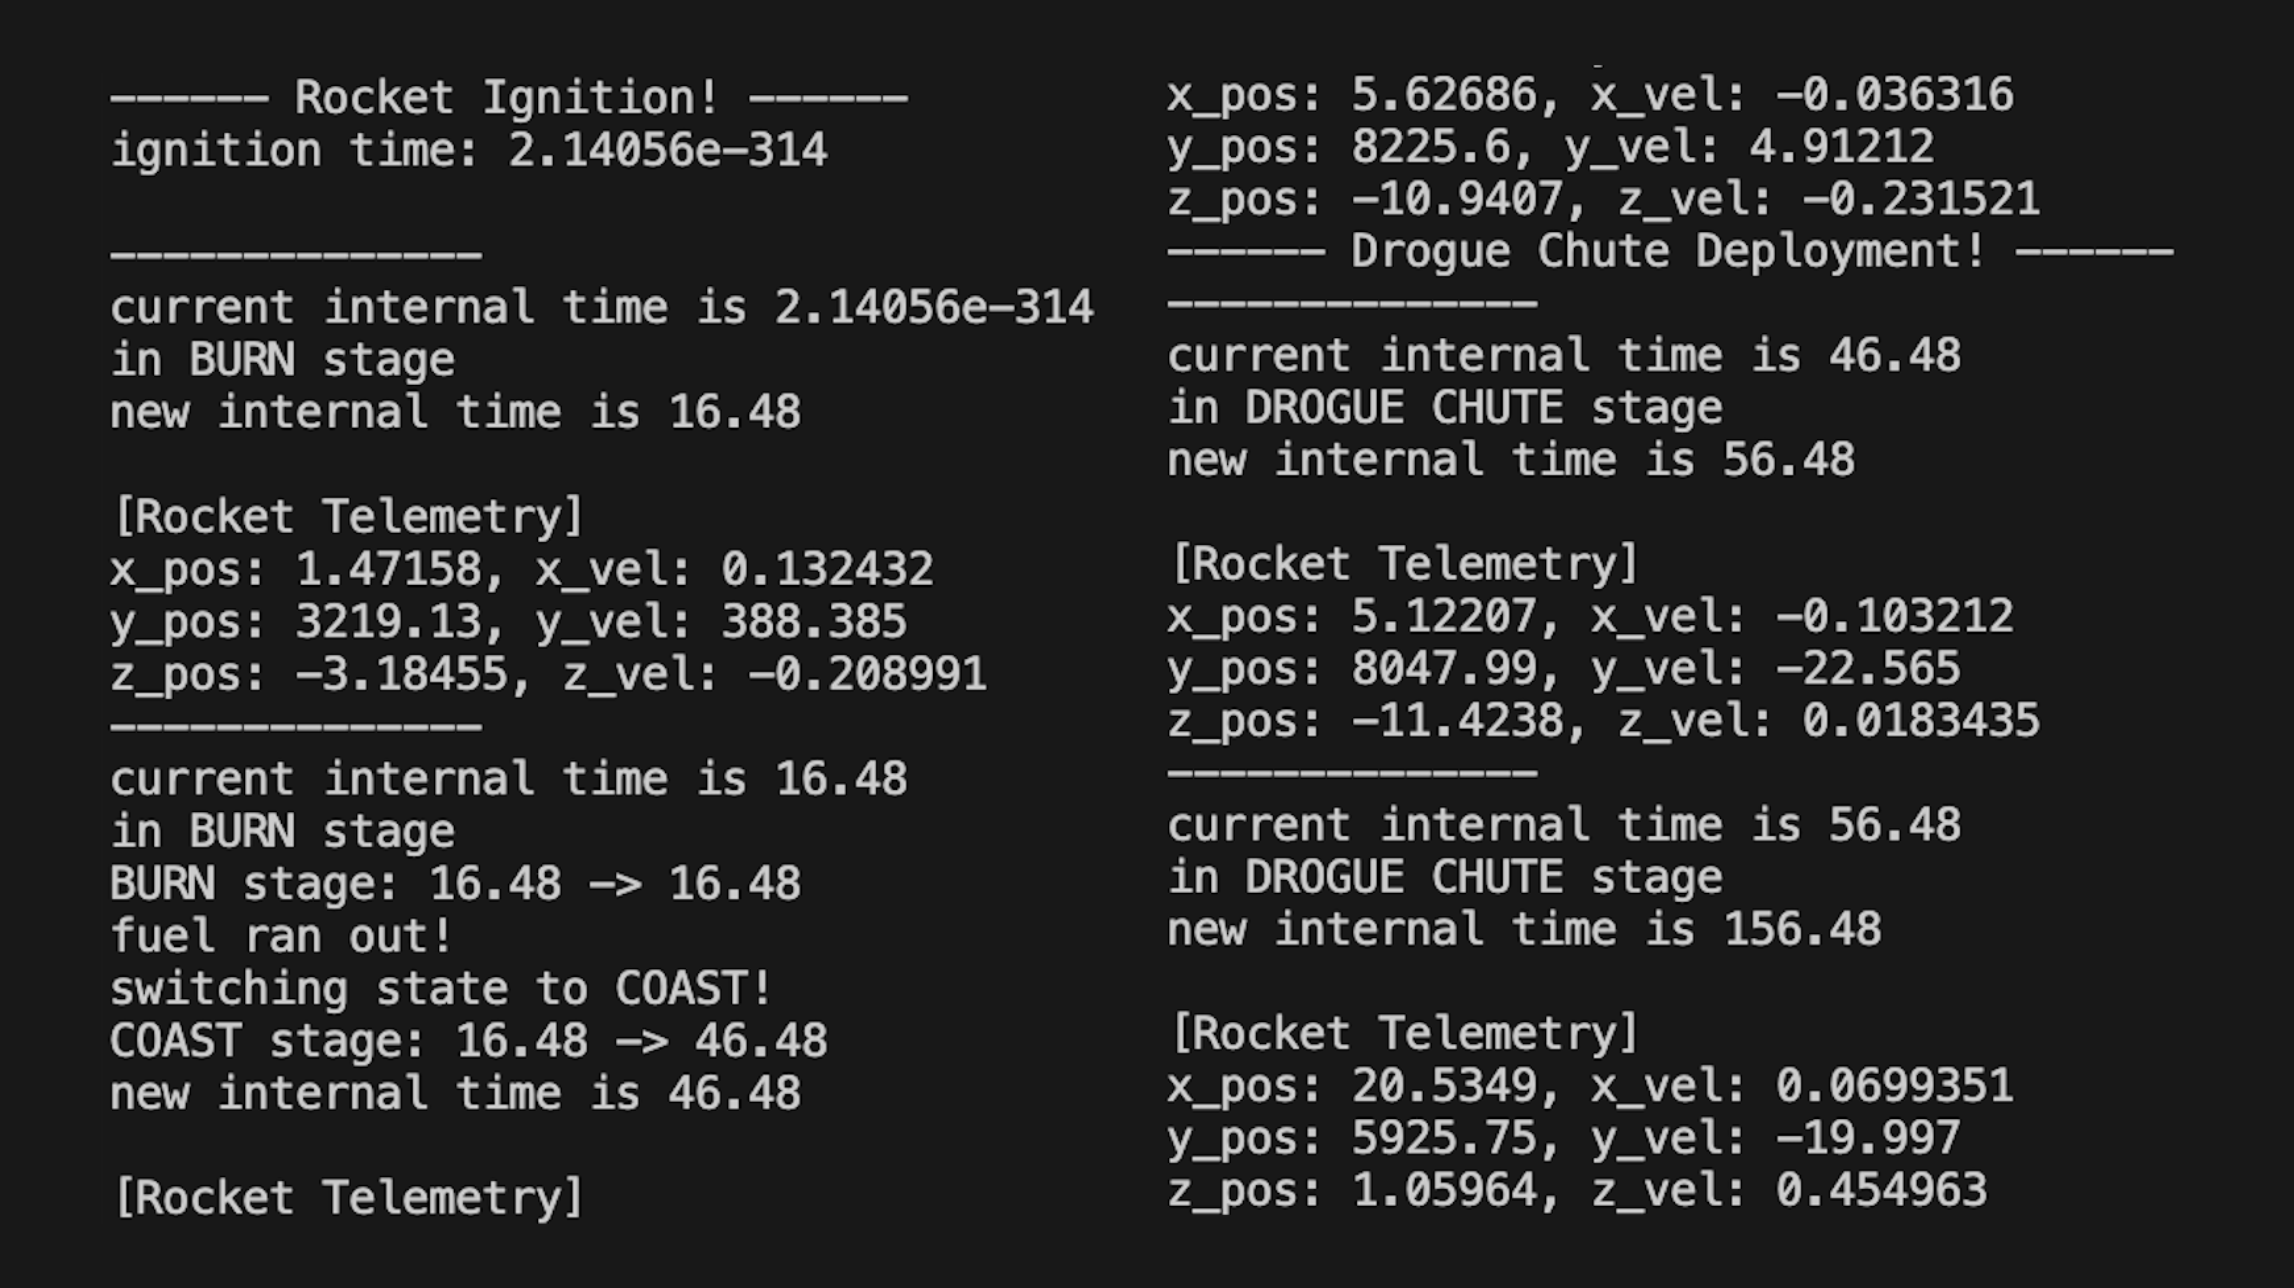 ------ Rocket Ignition! ------
ignition time: 2.14056e-314
--------------
current internal time is 2.14056e-314
in BURN stage
new internal time is 16.48
[Rocket Telemetry]
x_pos: 1.47158, x_vel: 0.132432
y_pos: 3219.13, y_vel: 388.385
z_pos: -3.18455, z_vel: -0.208991
--------------
current internal time is 16.48
in BURN stage
BURN stage: 16.48 -> 16.48
fuel ran out!
switching state to COAST!
COAST stage: 16.48 -> 46.48
new internal time is 46.48
[Rocket Telemetry]
x_pos: 5.62686, x_vel: -0.036316
y_pos: 8225.6, y_vel: 4.91212
z_pos: -10.9407, z_vel: -0.231521
------ Drogue Chute Deployment! ------
--------------
current internal time is 46.48
in DROGUE CHUTE stage
new internal time is 56.48
[Rocket Telemetry]
x_pos: 5.12207, x_vel: -0.103212
y_pos: 8047.99, y_vel: -22.565
z_pos: -11.4238, z_vel: 0.0183435
--------------
current internal time is 56.48
in DROGUE CHUTE stage
new internal time is 156.48
[Rocket Telemetry]
x_pos: 20.5349, x_vel: 0.0699351
y_pos: 5925.75, y_vel: -19.997
z_pos: 1.05964, z_vel: 0.454963